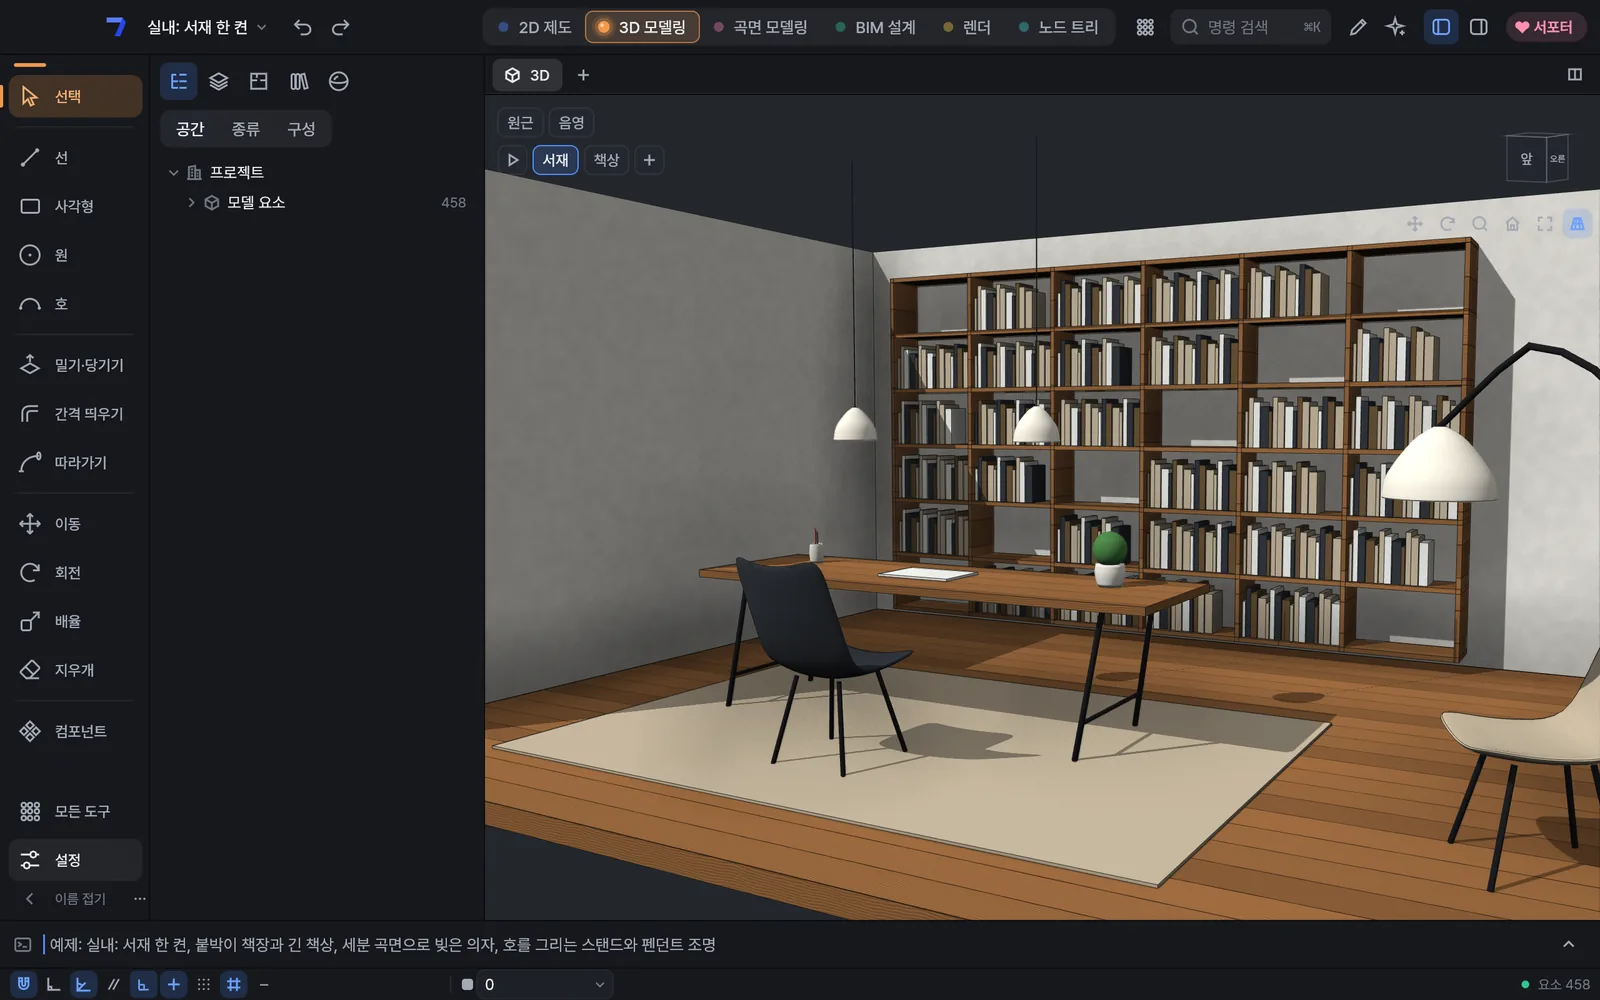 실내: 서재 한 켠
2D 제도
3D 모델링
곡면 모델링
BIM 설계
렌더
노드 트리
명령 검색
⌘K
서포터
선택
선
사각형
원
호
밀기·당기기
간격 띄우기
따라가기
이동
회전
배율
지우개
컴포넌트
모든 도구
설정
이름 접기
공간
종류
구성
프로젝트
모델 요소
458
3D
원근
음영
서재
책상
앞
오른
예제: 실내: 서재 한 켠, 붙박이 책장과 긴 책상, 세분 곡면으로 빚은 의자, 호를 그리는 스탠드와 펜던트 조명
0
요소 458